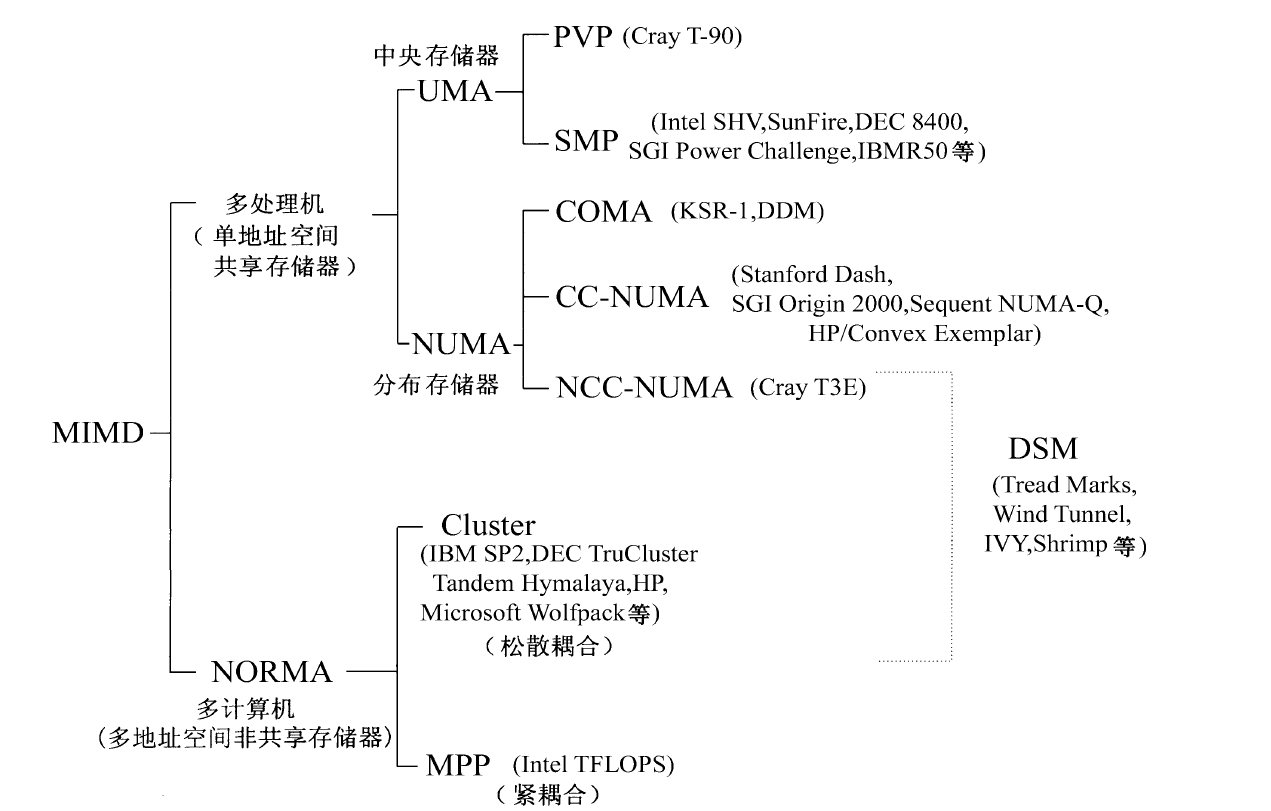 PVP (Cray T-90)
中央存储器
UMA
SMP (Intel SHV,SunFire,DEC 8400,
SGI Power Challenge,IBMR50等)
多处理机
(单地址空间
共享存储器)
COMA (KSR-1,DDM)
CC-NUMA (Stanford Dash,
SGI Origin 2000,Sequent NUMA-Q,
HP/Convex Exemplar)
NUMA
分布存储器
NCC-NUMA (Cray T3E)
MIMD
DSM
(Tread Marks,
Wind Tunnel,
IVY,Shrimp等)
Cluster
(IBM SP2,DEC TruCluster
Tandem Hymalaya,HP,
Microsoft Wolfpack等)
(松散耦合)
NORMA
多计算机
(多地址空间非共享存储器)
MPP (Intel TFLOPS)
(紧耦合)